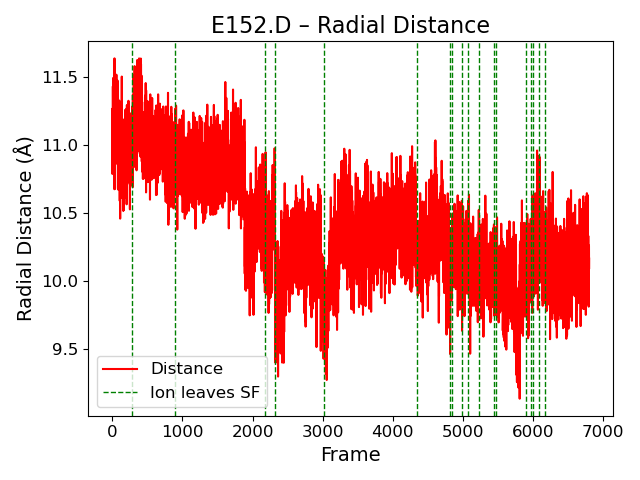 E152.D – Radial Distance
Radial Distance (Å)
11.5
11.0
10.5
10.0
9.5
Distance
Ion leaves SF
0 1000 2000 3000 4000 5000 6000 7000
Frame